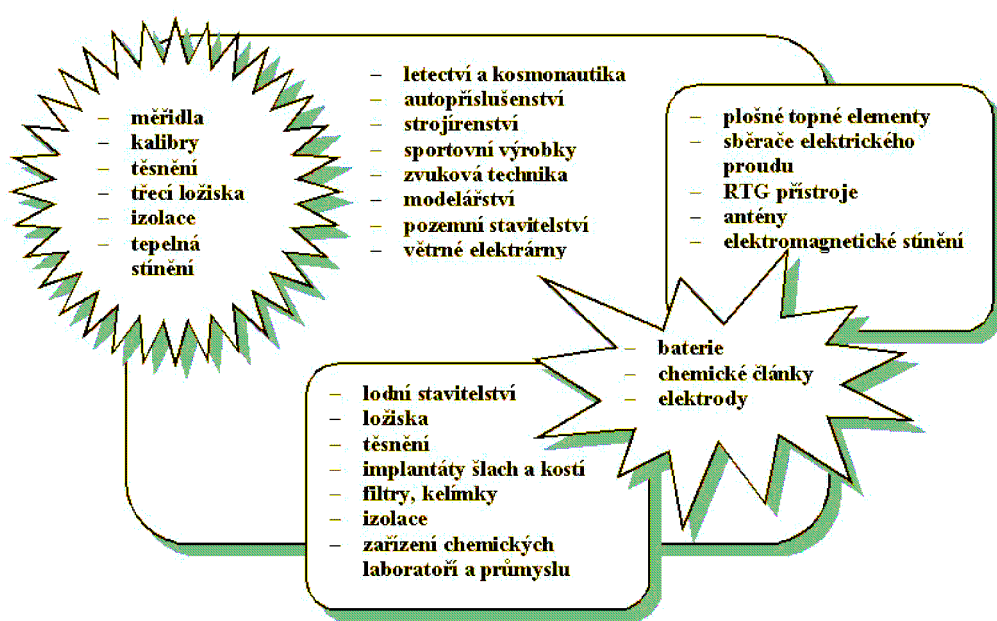 – měřidla
– kalibry
– těsnění
– třecí ložiska
– izolace
– tepelná
stínění
– letectví a kosmonautika
– autopříslušenství
– strojírenství
– sportovní výrobky
– zvuková technika
– modelářství
– pozemní stavitelství
– větrné elektrárny
– plošné topné elementy
– sběrače elektrického
proudu
– RTG přístroje
– antény
– elektromagnetické stínění
– baterie
– chemické články
– elektrody
– lodní stavitelství
– ložiska
– těsnění
– implantáty šlach a kostí
– filtry, kelímky
– izolace
– zařízení chemických
laboratoří a průmyslu